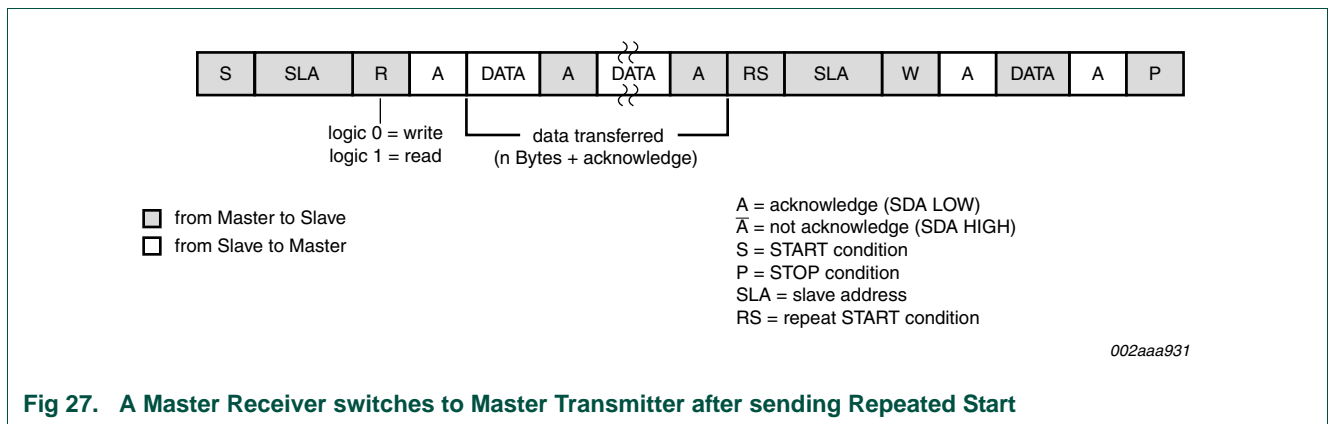 S SLA R A DATA A DATA A RS SLA W A DATA A P
logic 0 = write
logic 1 = read
data transferred
(n Bytes + acknowledge)
from Master to Slave
from Slave to Master
A = acknowledge (SDA LOW)
A̅ = not acknowledge (SDA HIGH)
S = START condition
P = STOP condition
SLA = slave address
RS = repeat START condition
002aaa931
Fig 27. A Master Receiver switches to Master Transmitter after sending Repeated Start